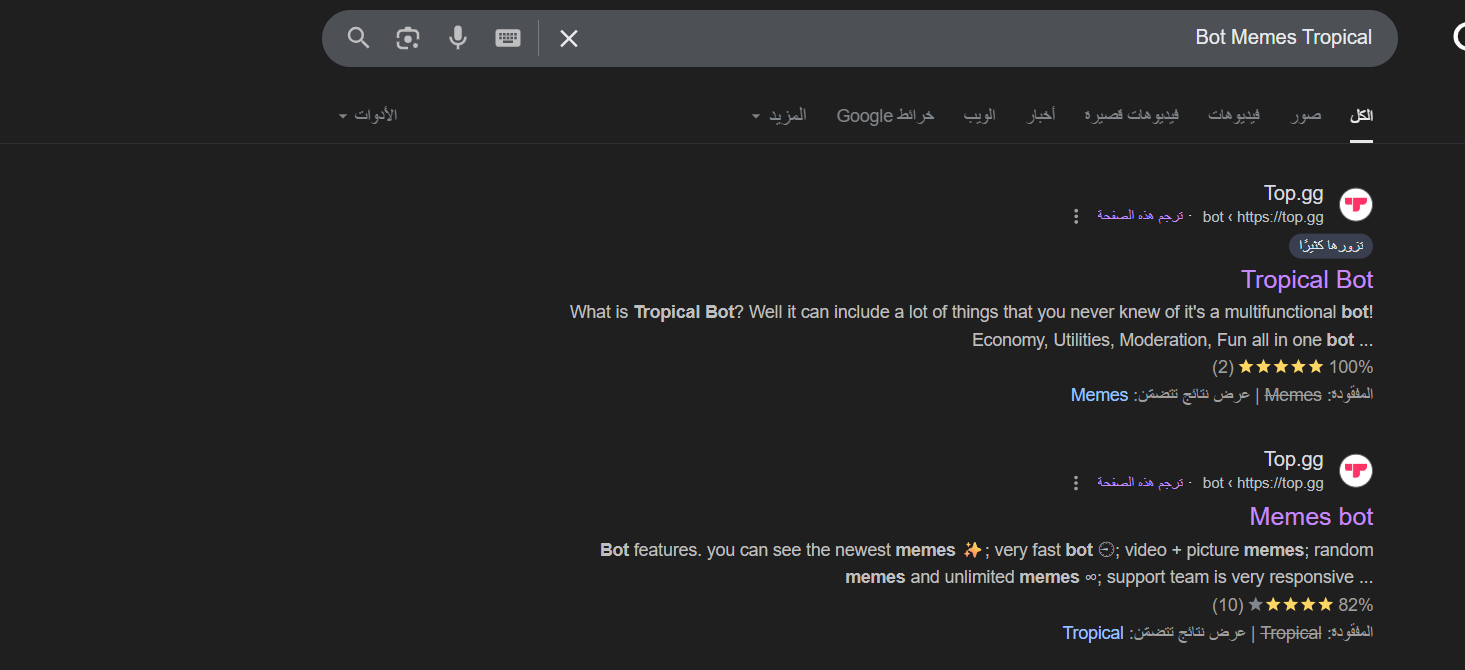 Bot Memes Tropical
الكل صور فيديوهات فيديوهات قصيرة أخبار الويب خرائط Google المزيد الأدوات
Top.gg
https://top.gg › bot · ترجم هذه الصفحة
تزورها كثيرًا
Tropical Bot
What is Tropical Bot? Well it can include a lot of things that you never knew of it's a multifunctional bot!
Economy, Utilities, Moderation, Fun all in one bot ...
100% ★★★★★ (2)
المفقودة: Memes | عرض نتائج تتضمّن: Memes
Top.gg
https://top.gg › bot · ترجم هذه الصفحة
Memes bot
Bot features. you can see the newest memes ✨; very fast bot 🕘; video + picture memes; random
memes and unlimited memes ∞; support team is very responsive ...
82% ★★★★★ (10)
المفقودة: Tropical | عرض نتائج تتضمّن: Tropical